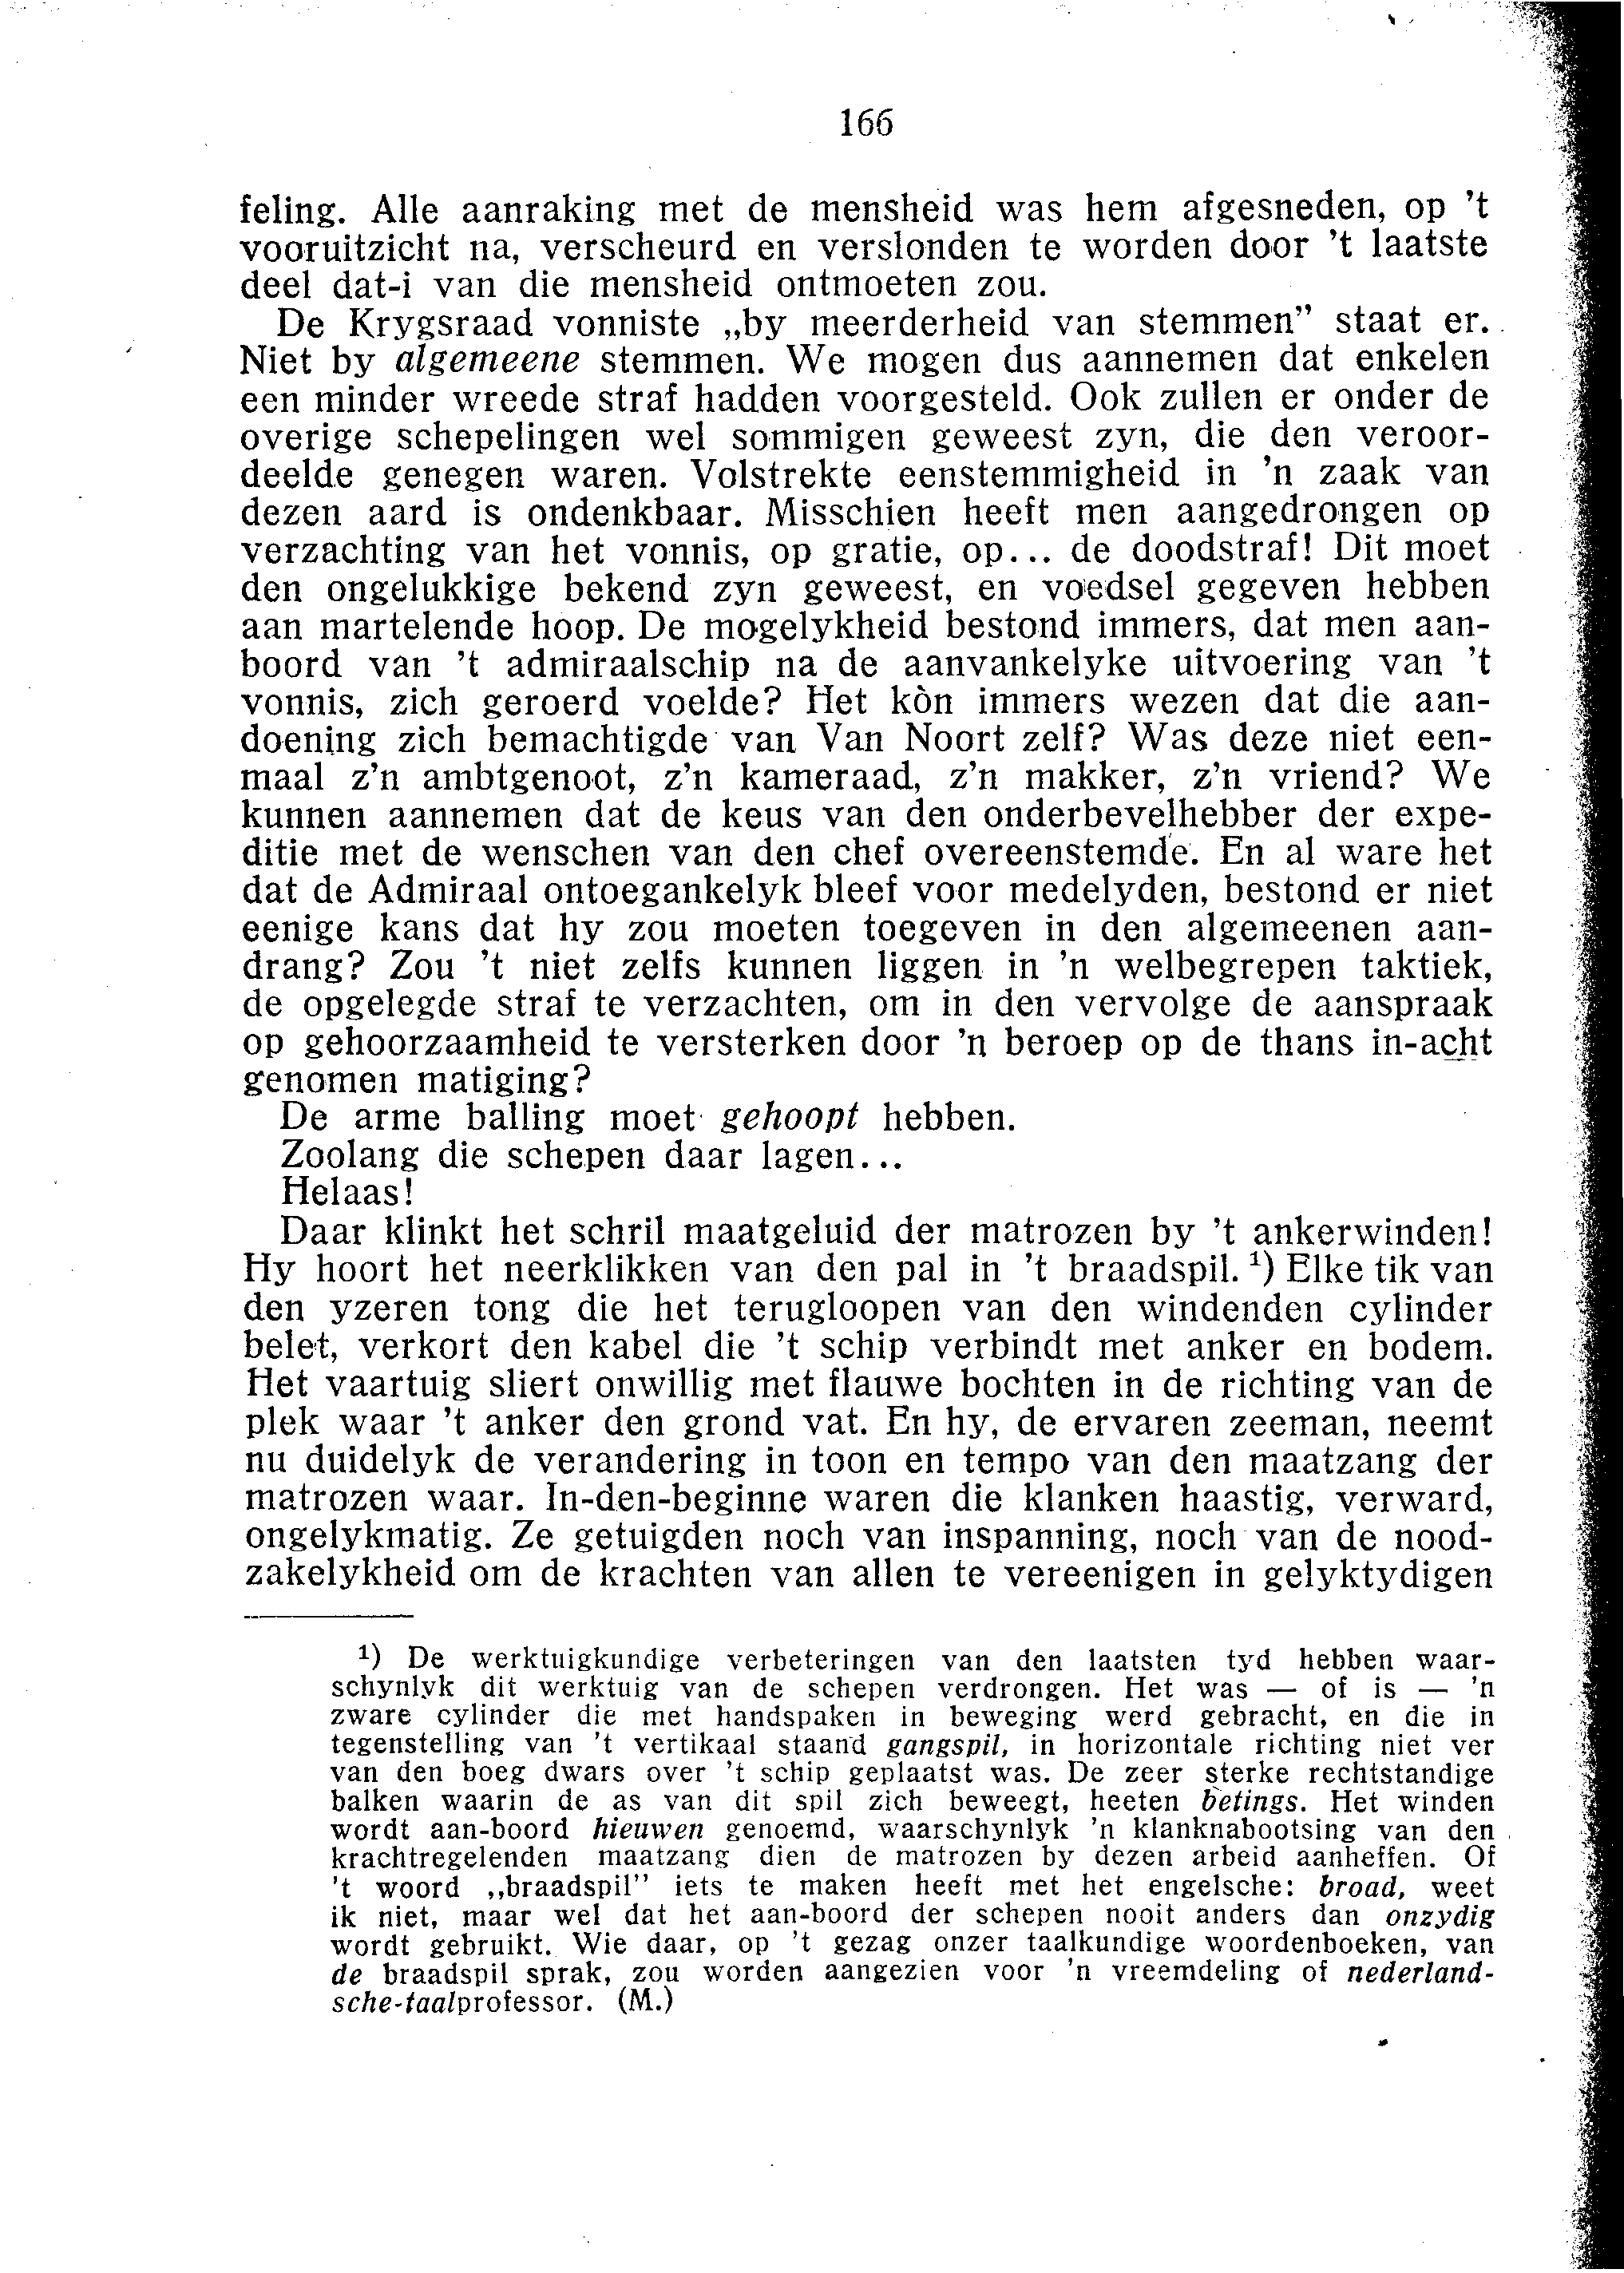 166
feling. Alle aanraking met de mensheid was hem afgesneden, op 't
vooruitzicht na, verscheurd en verslonden te worden door 't laatste
deel dat-i van die mensheid ontmoeten zou.
De Krygsraad vonniste „by meerderheid van stemmen” staat er.
Niet by algemeene stemmen. We mogen dus aannemen dat enkelen
een minder wreede straf hadden voorgesteld. Ook zullen er onder de
overige schepelingen wel sommigen geweest zyn, die den veroor-
deelde genegen waren. Volstrekte eenstemmigheid in 'n zaak van
dezen aard is ondenkbaar. Misschien heeft men aangedrongen op
verzachting van het vonnis, op gratie, op... de doodstraf! Dit moet
den ongelukkige bekend zyn geweest, en voedsel gegeven hebben
aan martelende hoop. De mogelykheid bestond immers, dat men aan-
boord van 't admiraalschip na de aanvankelyke uitvoering van 't
vonnis, zich geroerd voelde? Het kòn immers wezen dat die aan-
doening zich bemachtigde van Van Noort zelf? Was deze niet een-
maal z'n ambtgenoot, z'n kameraad, z'n makker, z'n vriend? We
kunnen aannemen dat de keus van den onderbevelhebber der expe-
ditie met de wenschen van den chef overeenstemde. En al ware het
dat de Admiraal ontoegankelyk bleef voor medelyden, bestond er niet
eenige kans dat hy zou moeten toegeven in den algemeenen aan-
drang? Zou 't niet zelfs kunnen liggen in 'n welbegrepen taktiek,
de opgelegde straf te verzachten, om in den vervolge de aanspraak
op gehoorzaamheid te versterken door 'n beroep op de thans in-acht
genomen matiging?
De arme balling moet gehoopt hebben.
Zoolang die schepen daar lagen...
Helaas!
Daar klinkt het schril maatgeluid der matrozen by 't ankerwinden!
Hy hoort het neerklikken van den pal in 't braadspil. ¹) Elke tik van
den yzeren tong die het terugloopen van den windenden cylinder
belet, verkort den kabel die 't schip verbindt met anker en bodem.
Het vaartuig sliert onwillig met flauwe bochten in de richting van de
plek waar 't anker den grond vat. En hy, de ervaren zeeman, neemt
nu duidelyk de verandering in toon en tempo van den maatzang der
matrozen waar. In-den-beginne waren die klanken haastig, verward,
ongelykmatig. Ze getuigden noch van inspanning, noch van de nood-
zakelykheid om de krachten van allen te vereenigen in gelyktydigen
¹) De werktuigkundige verbeteringen van den laatsten tyd hebben waar-
schynlyk dit werktuig van de schepen verdrongen. Het was — of is — 'n
zware cylinder die met handspaken in beweging werd gebracht, en die in
tegenstelling van 't vertikaal staand gangspil, in horizontale richting niet ver
van den boeg dwars over 't schip geplaatst was. De zeer sterke rechtstandige
balken waarin de as van dit spil zich beweegt, heeten betings. Het winden
wordt aan-boord hieuwen genoemd, waarschynlyk 'n klanknabootsing van den
krachtregelenden maatzang dien de matrozen by dezen arbeid aanheffen. Of
't woord „braadspil” iets te maken heeft met het engelsche: broad, weet
ik niet, maar wel dat het aan-boord der schepen nooit anders dan onzydig
wordt gebruikt. Wie daar, op 't gezag onzer taalkundige woordenboeken, van
de braadspil sprak, zou worden aangezien voor 'n vreemdeling of nederland-
sche-taalprofessor. (M.)